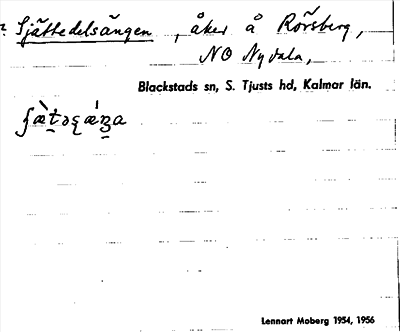 Sjättedelsängen, åker å Rörsberg,
NO Nydala,
Blackstads sn, S. Tjusts hd, Kalmar län.
Lennart Moberg 1954, 1956